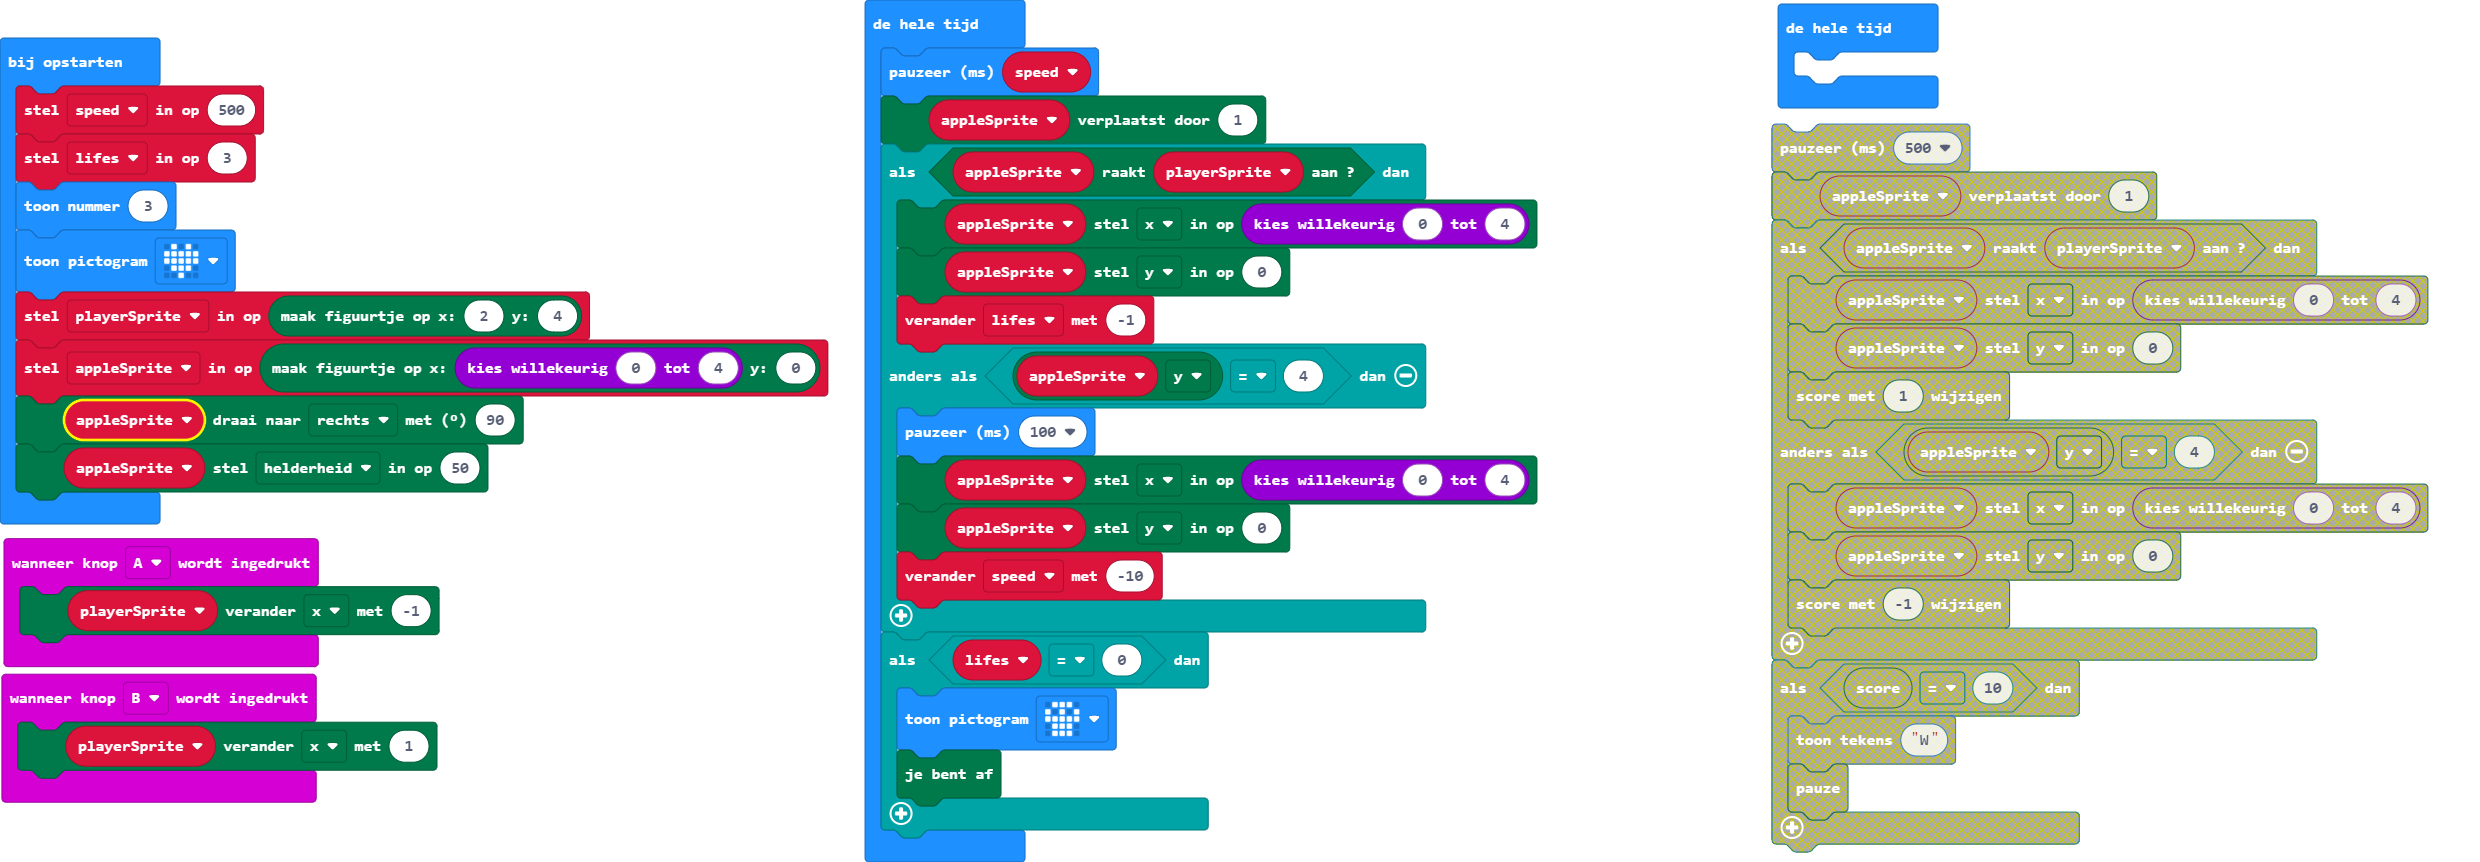 bij opstarten
stel speed in op 500
stel lifes in op 3
toon nummer 3
toon pictogram
stel playerSprite in op maak figuurtje op x: 2 y: 4
stel appleSprite in op maak figuurtje op x: kies willekeurig 0 tot 4 y: 0
appleSprite draai naar rechts met (º) 90
appleSprite stel helderheid in op 50
wanneer knop A wordt ingedrukt
playerSprite verander x met -1
wanneer knop B wordt ingedrukt
playerSprite verander x met 1
de hele tijd
pauzeer (ms) speed
appleSprite verplaatst door 1
als appleSprite raakt playerSprite aan ? dan
appleSprite stel x in op kies willekeurig 0 tot 4
appleSprite stel y in op 0
verander lifes met -1
anders als appleSprite y = 4 dan
pauzeer (ms) 100
appleSprite stel x in op kies willekeurig 0 tot 4
appleSprite stel y in op 0
verander speed met -10
als lifes = 0 dan
toon pictogram
je bent af
de hele tijd
pauzeer (ms) 500
appleSprite verplaatst door 1
als appleSprite raakt playerSprite aan ? dan
appleSprite stel x in op kies willekeurig 0 tot 4
appleSprite stel y in op 0
score met 1 wijzigen
anders als appleSprite y = 4 dan
appleSprite stel x in op kies willekeurig 0 tot 4
appleSprite stel y in op 0
score met -1 wijzigen
als score = 10 dan
toon tekens "W"
pauze